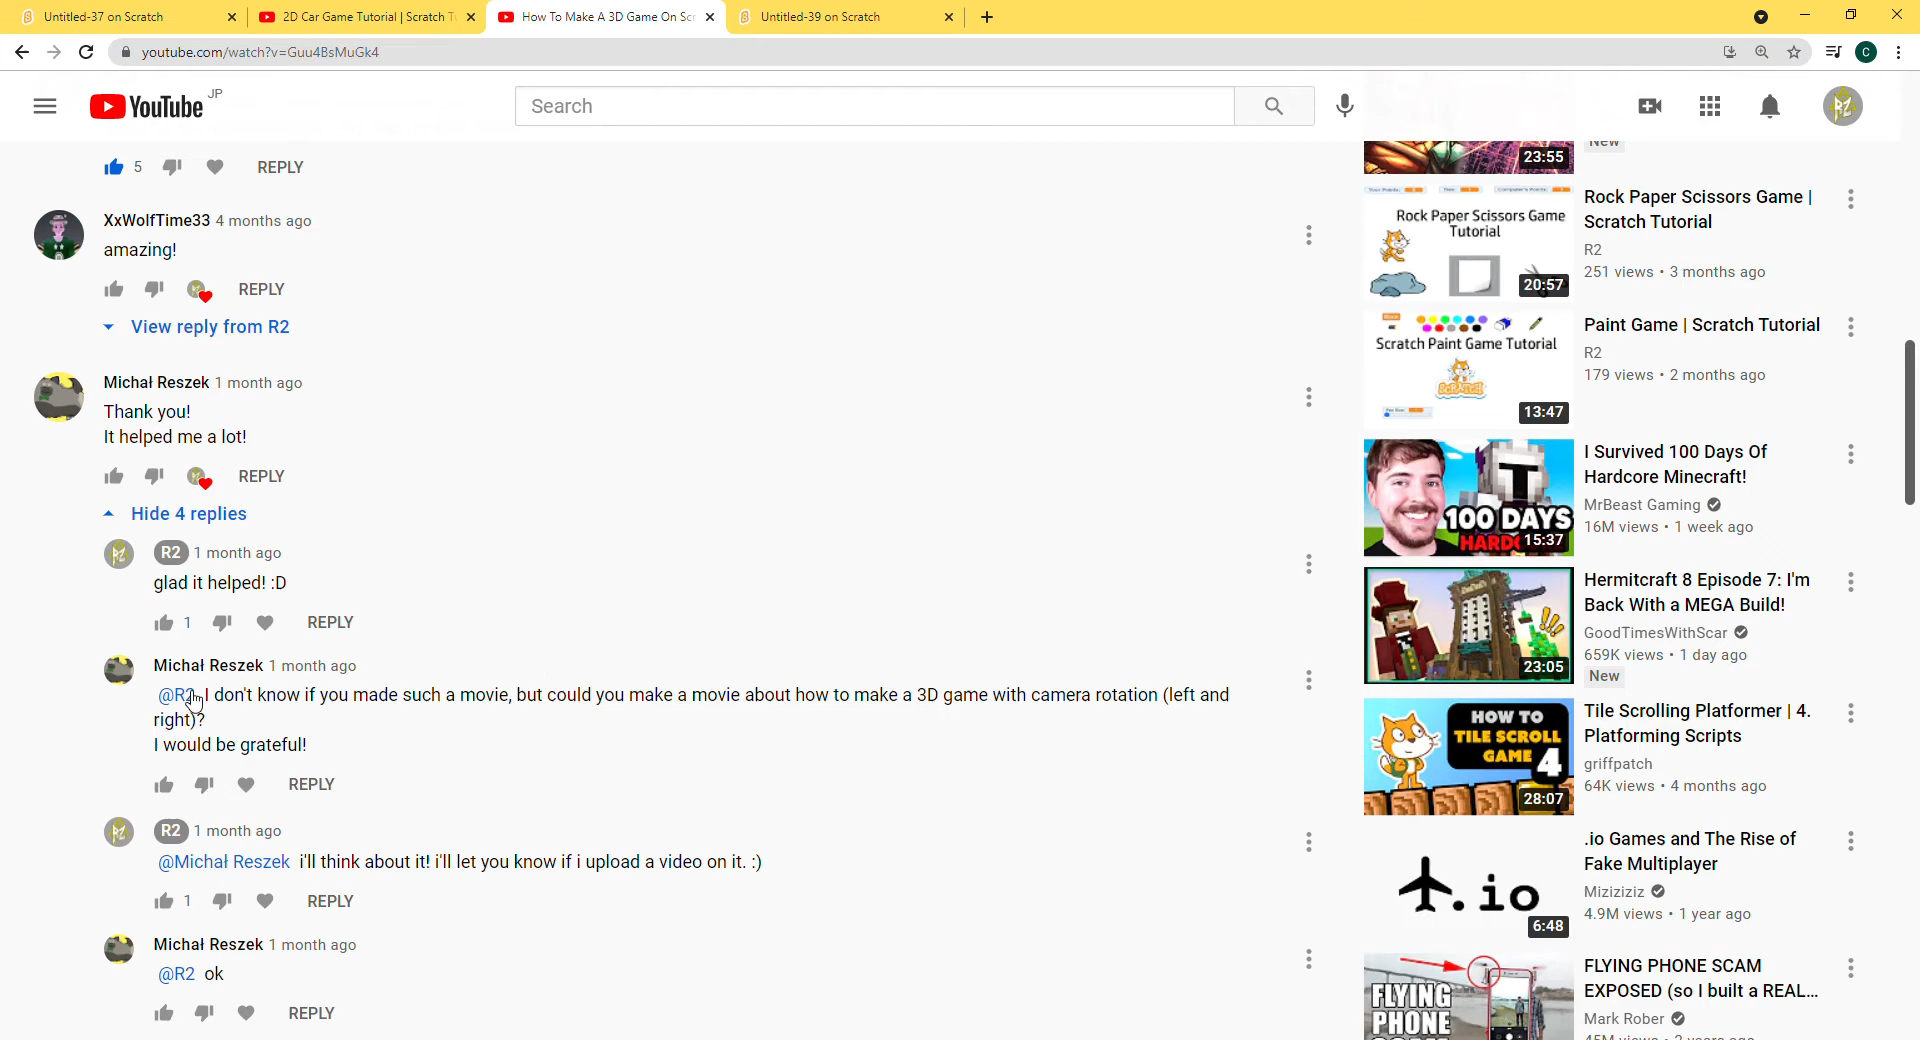 Untitled-37 on Scratch
2D Car Game Tutorial | Scratch Tu
How To Make A 3D Game On Scr
Untitled-39 on Scratch
youtube.com/watch?v=Guu4BsMuGk4
C
YouTube
JP
Search
5
REPLY
XxWolfTime33 4 months ago
amazing!
REPLY
View reply from R2
Michał Reszek 1 month ago
Thank you!
It helped me a lot!
REPLY
Hide 4 replies
R2 1 month ago
glad it helped! :D
1
REPLY
Michał Reszek 1 month ago
@R2 I don't know if you made such a movie, but could you make a movie about how to make a 3D game with camera rotation (left and
right)?
I would be grateful!
REPLY
R2 1 month ago
@Michał Reszek i'll think about it! i'll let you know if i upload a video on it. :)
1
REPLY
Michał Reszek 1 month ago
@R2 ok
REPLY
23:55
New
Rock Paper Scissors Game
Tutorial
20:57
Rock Paper Scissors Game |
Scratch Tutorial
R2
251 views • 3 months ago
Scratch Paint Game Tutorial
SCRATCH
13:47
Paint Game | Scratch Tutorial
R2
179 views • 2 months ago
100 DAYS
HARDC
15:37
I Survived 100 Days Of
Hardcore Minecraft!
MrBeast Gaming
16M views • 1 week ago
23:05
Hermitcraft 8 Episode 7: I'm
Back With a MEGA Build!
GoodTimesWithScar
659K views • 1 day ago
New
HOW TO
TILE SCROLL
GAME 4
28:07
Tile Scrolling Platformer | 4.
Platforming Scripts
griffpatch
64K views • 4 months ago
.io
6:48
.io Games and The Rise of
Fake Multiplayer
Miziziziz
4.9M views • 1 year ago
FLYING
PHONE
FLYING PHONE SCAM
EXPOSED (so I built a REAL...
Mark Rober
45M views • 2 years ago